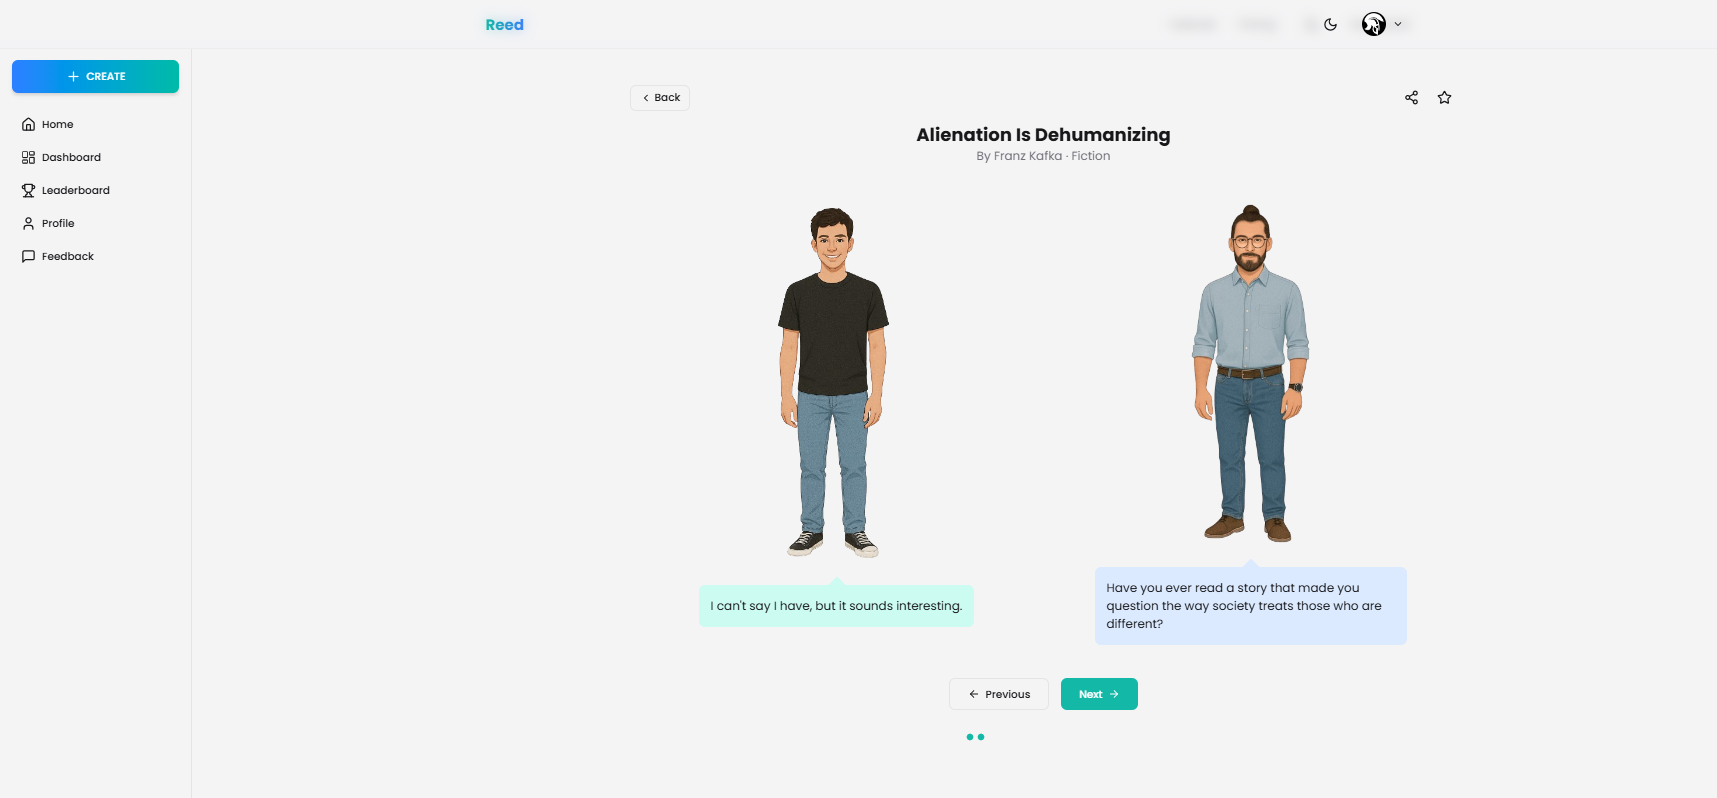 Reed
CREATE
Home
Dashboard
Leaderboard
Profile
Feedback
Back
Alienation Is Dehumanizing
By Franz Kafka · Fiction
I can't say I have, but it sounds interesting.
Have you ever read a story that made you
question the way society treats those who are
different?
Previous
Next